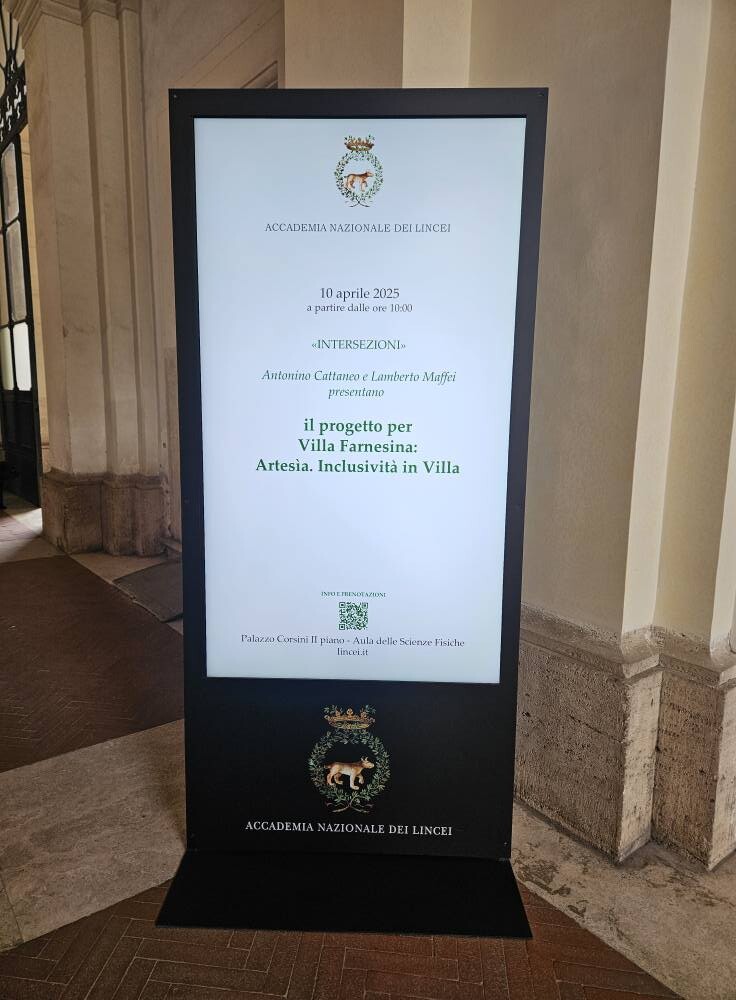 ACCADEMIA NAZIONALE DEI LINCEI
10 aprile 2025
a partire dalle ore 10:00
«INTERSEZIONI»
Antonino Cattaneo e Lamberto Maffei
presentano
il progetto per
Villa Farnesina:
Artesìa. Inclusività in Villa
INFO E PRENOTAZIONI
Palazzo Corsini II piano - Aula delle Scienze Fisiche
lincei.it
ACCADEMIA NAZIONALE DEI LINCEI